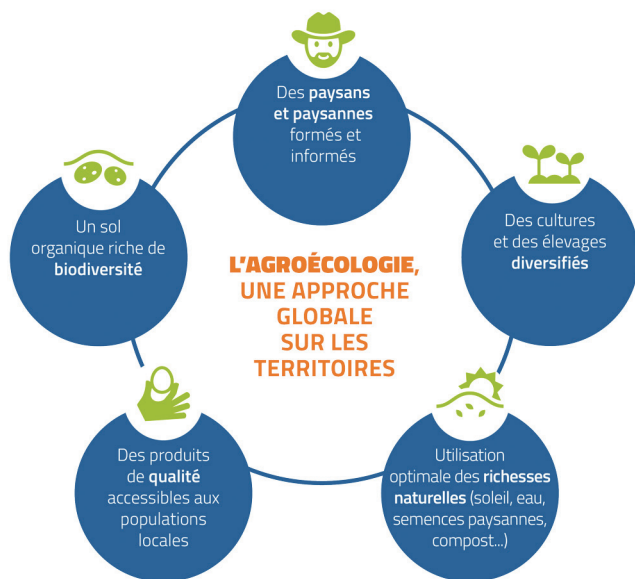 Des paysans
et paysannes
formés et
informés
Un sol
organique riche de
biodiversité
Des cultures
et des élevages
diversifiés
L'AGROÉCOLOGIE,
UNE APPROCHE
GLOBALE
SUR LES
TERRITOIRES
Des produits
de qualité
accessibles aux
populations
locales
Utilisation
optimale des richesses
naturelles (soleil, eau,
semences paysannes,
compost...)